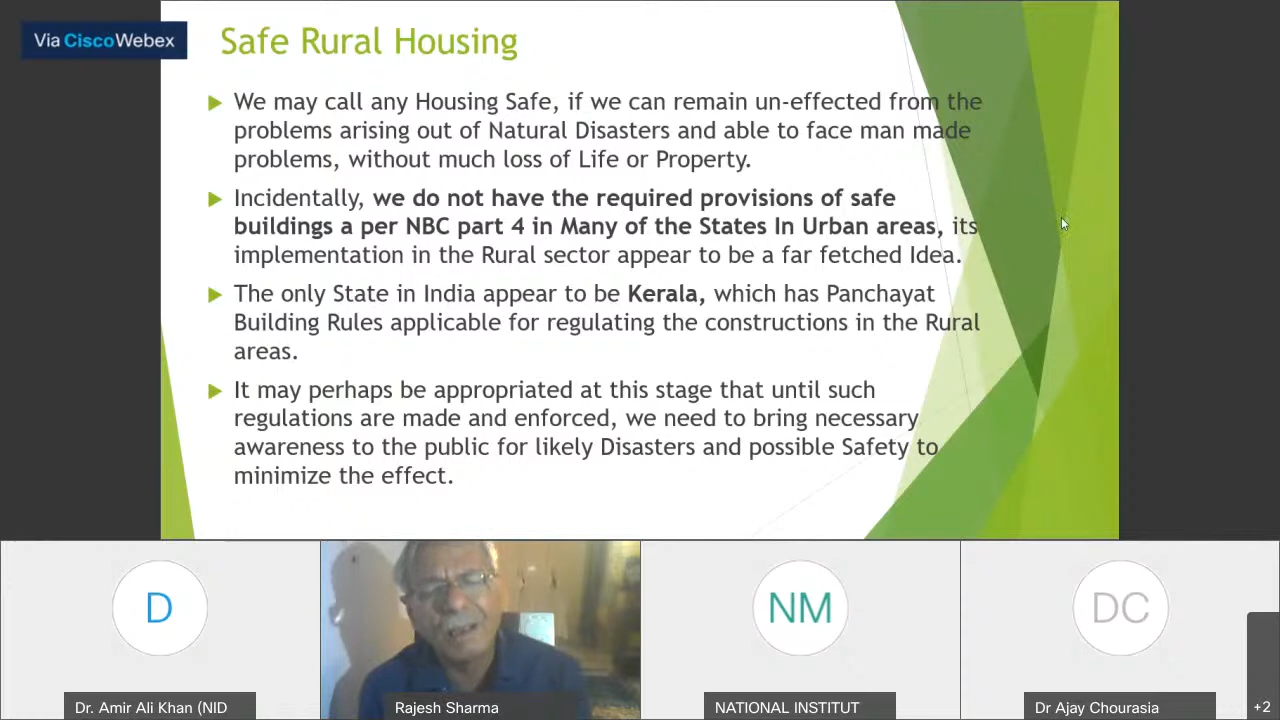 Via Cisco Webex
Safe Rural Housing
We may call any Housing Safe, if we can remain un-effected from the
problems arising out of Natural Disasters and able to face man made
problems, without much loss of Life or Property.
Incidentally, we do not have the required provisions of safe
buildings a per NBC part 4 in Many of the States In Urban areas, its
implementation in the Rural sector appear to be a far fetched Idea.
The only State in India appear to be Kerala, which has Panchayat
Building Rules applicable for regulating the constructions in the Rural
areas.
It may perhaps be appropriated at this stage that until such
regulations are made and enforced, we need to bring necessary
awareness to the public for likely Disasters and possible Safety to
minimize the effect.
D
NM
DC
Dr. Amir Ali Khan (NID
Rajesh Sharma
NATIONAL INSTITUT
Dr Ajay Chourasia
+2